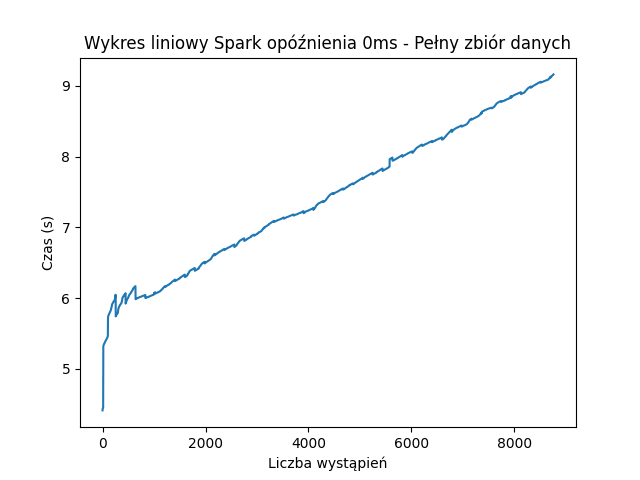 Wykres liniowy Spark opóźnienia 0ms - Pełny zbiór danych
9
8
7
6
5
Czas (s)
0 2000 4000 6000 8000
Liczba wystąpień